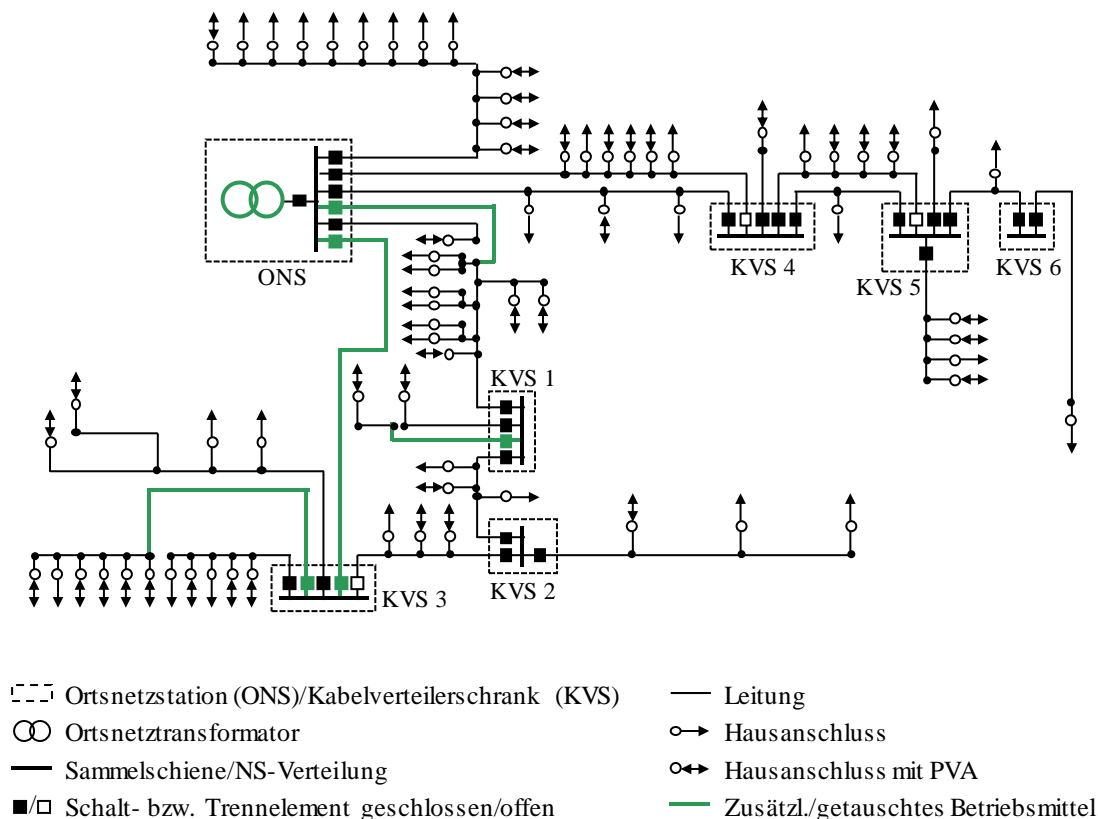 ONS
KVS 4
KVS 5
KVS 6
KVS 1
KVS 2
KVS 3
Ortsnetzstation (ONS)/Kabelverteilerschrank (KVS)
Ortsnetztransformator
Sammelschiene/NS-Verteilung
Schalt- bzw. Trennelement geschlossen/offen
Leitung
Hausanschluss
Hausanschluss mit PVA
Zusätzl./getauschtes Betriebsmittel